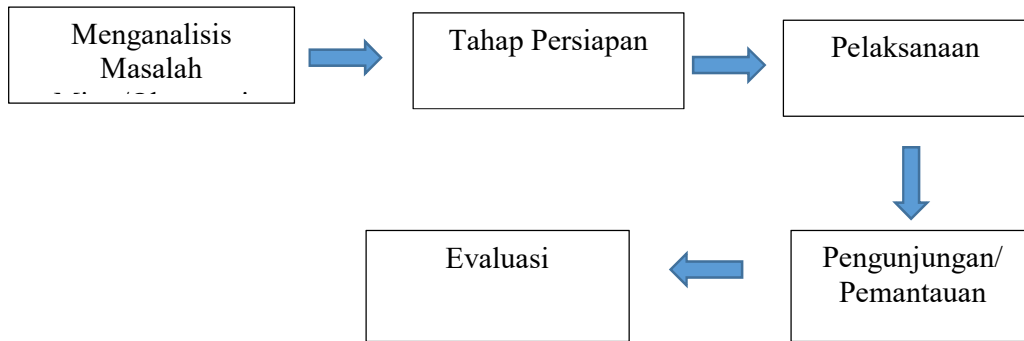 Menganalisis
Masalah
Tahap Persiapan
Pelaksanaan
Pengunjungan/
Pemantauan
Evaluasi